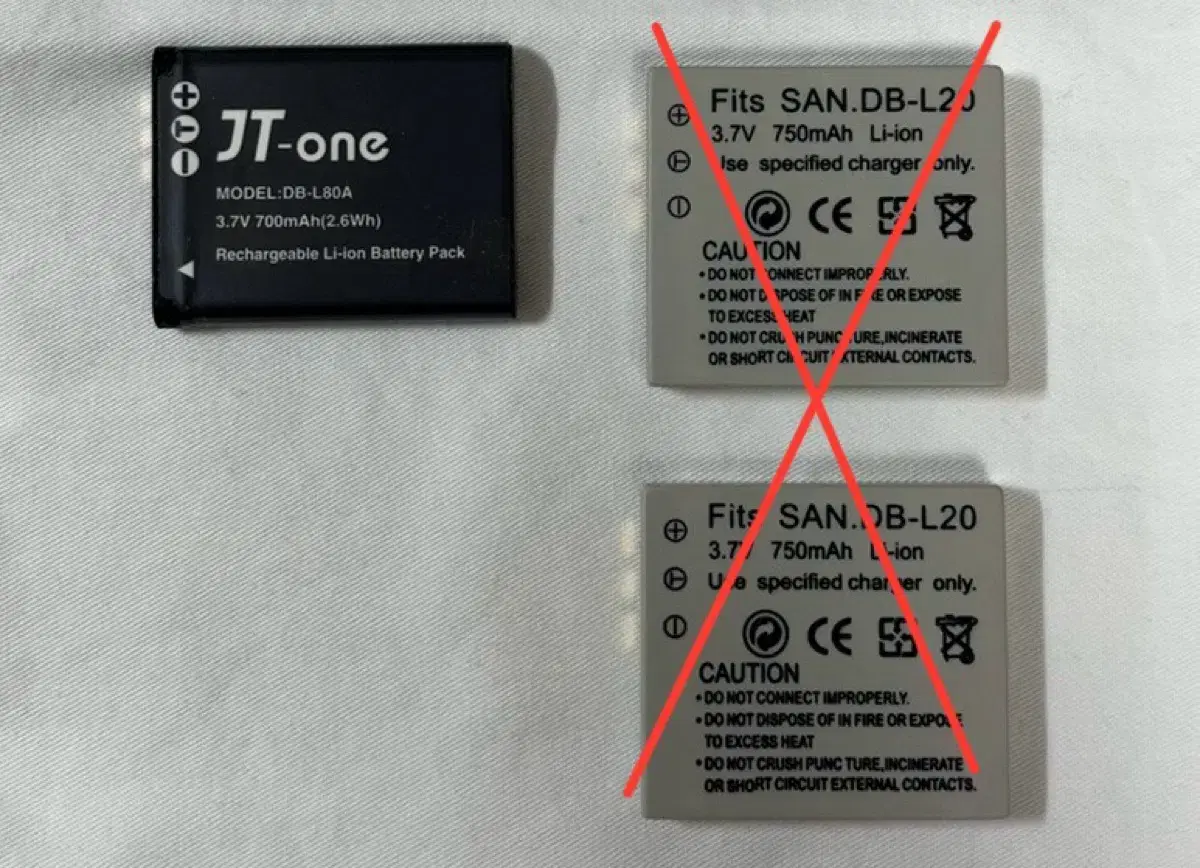 JT-one
MODEL:DB-L80A
3.7V 700mAh(2.6Wh)
Rechargeable Li-ion Battery Pack
Fits SAN.DB-L20
3.7V 750mAh Li-ion
Use specified charger only.
CE
CAUTION
• DO NOT CONNECT IMPROPERLY.
• DO NOT DISPOSE OF IN FIRE OR EXPOSE
TO EXCESS HEAT
• DO NOT CRUSH PUNC TURE,INCINERATE
OR SHORT CIRCUIT EXTERNAL CONTACTS.
Fits SAN.DB-L20
3.7V 750mAh Li-ion
Use specified charger only.
CE
CAUTION
• DO NOT CONNECT IMPROPERLY.
• DO NOT DISPOSE OF IN FIRE OR EXPOSE
TO EXCESS HEAT
• DO NOT CRUSH PUNC TURE,INCINERATE
OR SHORT CIRCUIT EXTERNAL CONTACTS.